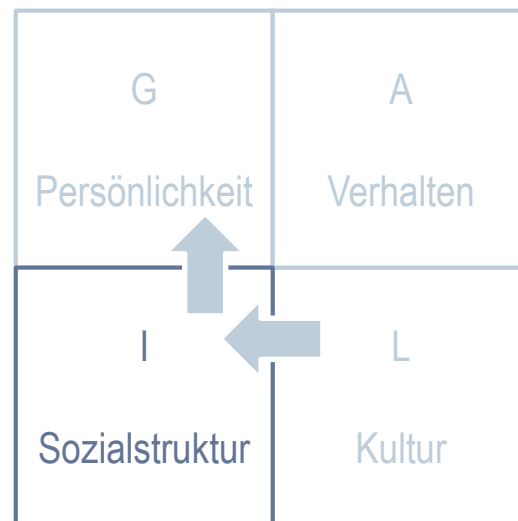 G
A
Persönlichkeit
Verhalten
I
L
Sozialstruktur
Kultur